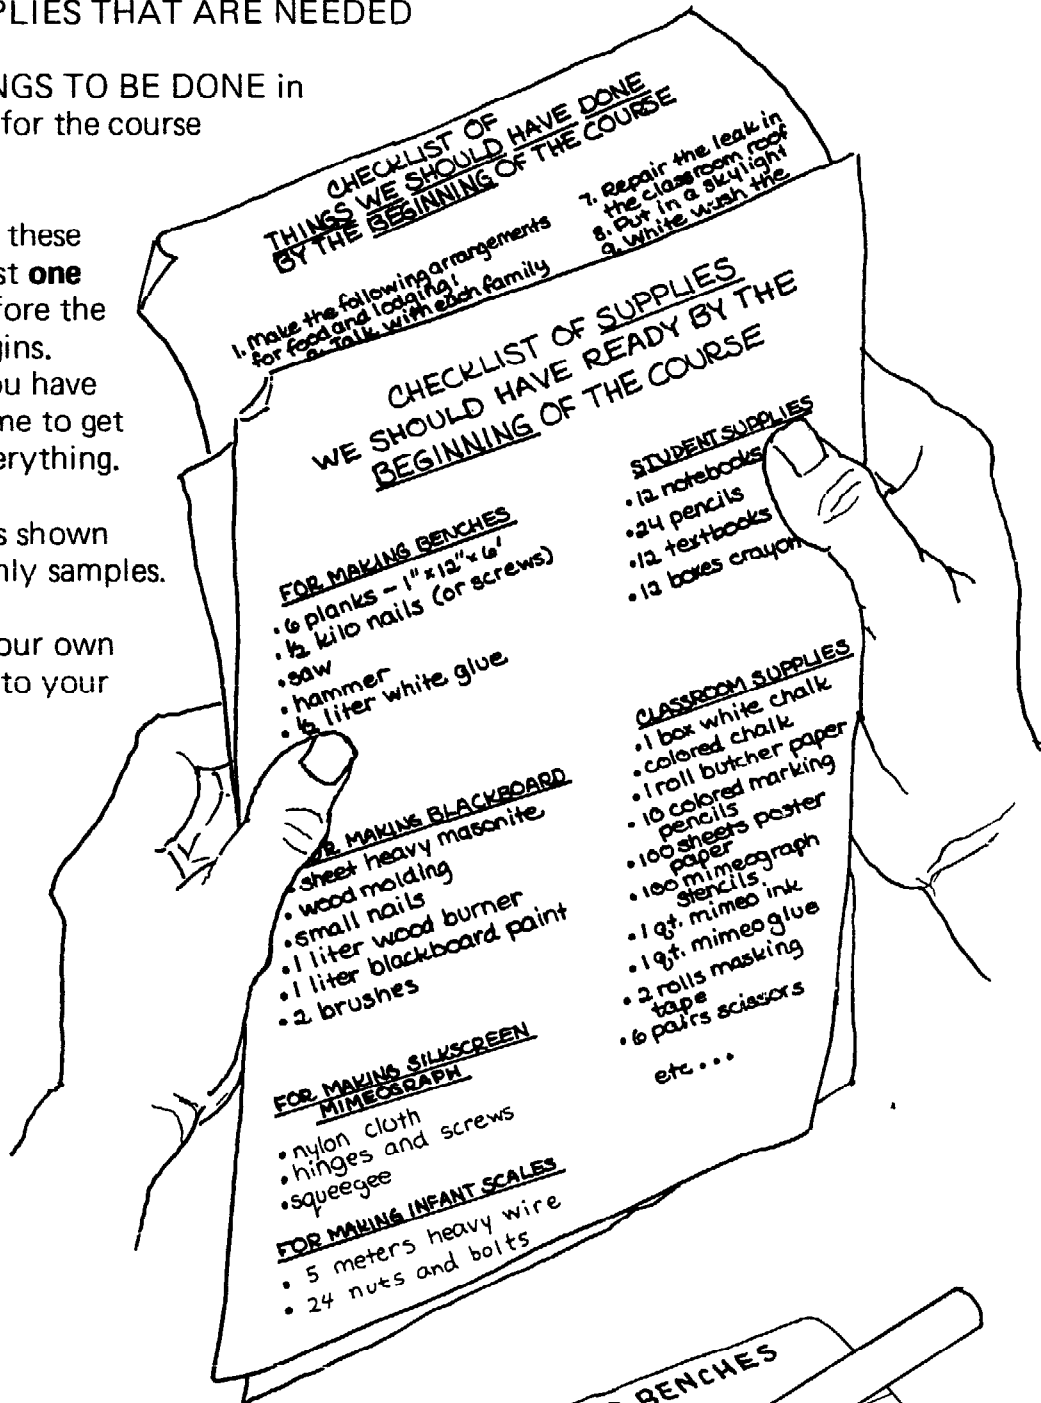 PLIES THAT ARE NEEDED
NGS TO BE DONE in
for the course
these
st one
fore the
gins.
ou have
me to get
erything.
s shown
nly samples.
our own
to your
CHECKLIST OF
THINGS WE SHOULD HAVE DONE
BY THE BEGINNING OF THE COURSE
1. Make the following arrangements
for food and lodging:
a. Talk with each family
7. Repair the leak in
the classroom roof
8. Put in a skylight
9. White wash the
CHECKLIST OF SUPPLIES
WE SHOULD HAVE READY BY THE
BEGINNING OF THE COURSE
FOR MAKING BENCHES
• 6 planks – 1" x 12" x 6'
• ½ kilo nails (or screws)
• saw
• hammer
• ½ liter white glue
OR MAKING BLACKBOARD
• sheet heavy masonite
• wood molding
• small nails
• 1 liter wood burner
• 1 liter blackboard paint
• 2 brushes
FOR MAKING SILKSCREEN
MIMEOGRAPH
• nylon cloth
• hinges and screws
• squeegee
FOR MAKING INFANT SCALES
• 5 meters heavy wire
• 24 nuts and bolts
STUDENT SUPPLIES
• 12 notebooks
• 24 pencils
• 12 textbooks
• 12 boxes crayon
CLASSROOM SUPPLIES
• 1 box white chalk
• colored chalk
• 1 roll butcher paper
• 10 colored marking
pencils
• 100 sheets poster
paper
• 100 mimeograph
stencils
• 1 qt. mimeo ink
• 1 qt. mimeo glue
• 2 rolls masking
tape
• 6 pairs scissors
etc...
BENCHES